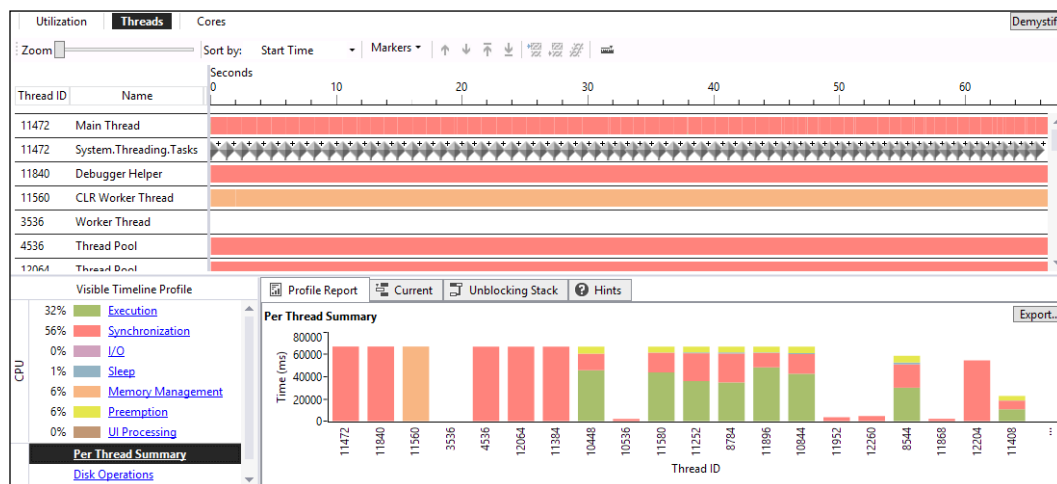 Utilization Threads Cores Demystif
Zoom Sort by: Start Time Markers
Seconds
Thread ID Name 0 10 20 30 40 50 60
11472 Main Thread
11472 System.Threading.Tasks
11840 Debugger Helper
11560 CLR Worker Thread
3536 Worker Thread
4536 Thread Pool
12064 Thread Pool
Visible Timeline Profile
CPU
32% Execution
56% Synchronization
0% I/O
1% Sleep
6% Memory Management
6% Preemption
0% UI Processing
Per Thread Summary
Disk Operations
Profile Report Current Unblocking Stack Hints
Per Thread Summary Export...
Time (ms)
80000
60000
40000
20000
0
11472 11840 11560 3536 4536 12064 11384 10448 10536 11580 11252 8784 11896 10844 11952 12260 8544 11868 12204 11408
Thread ID